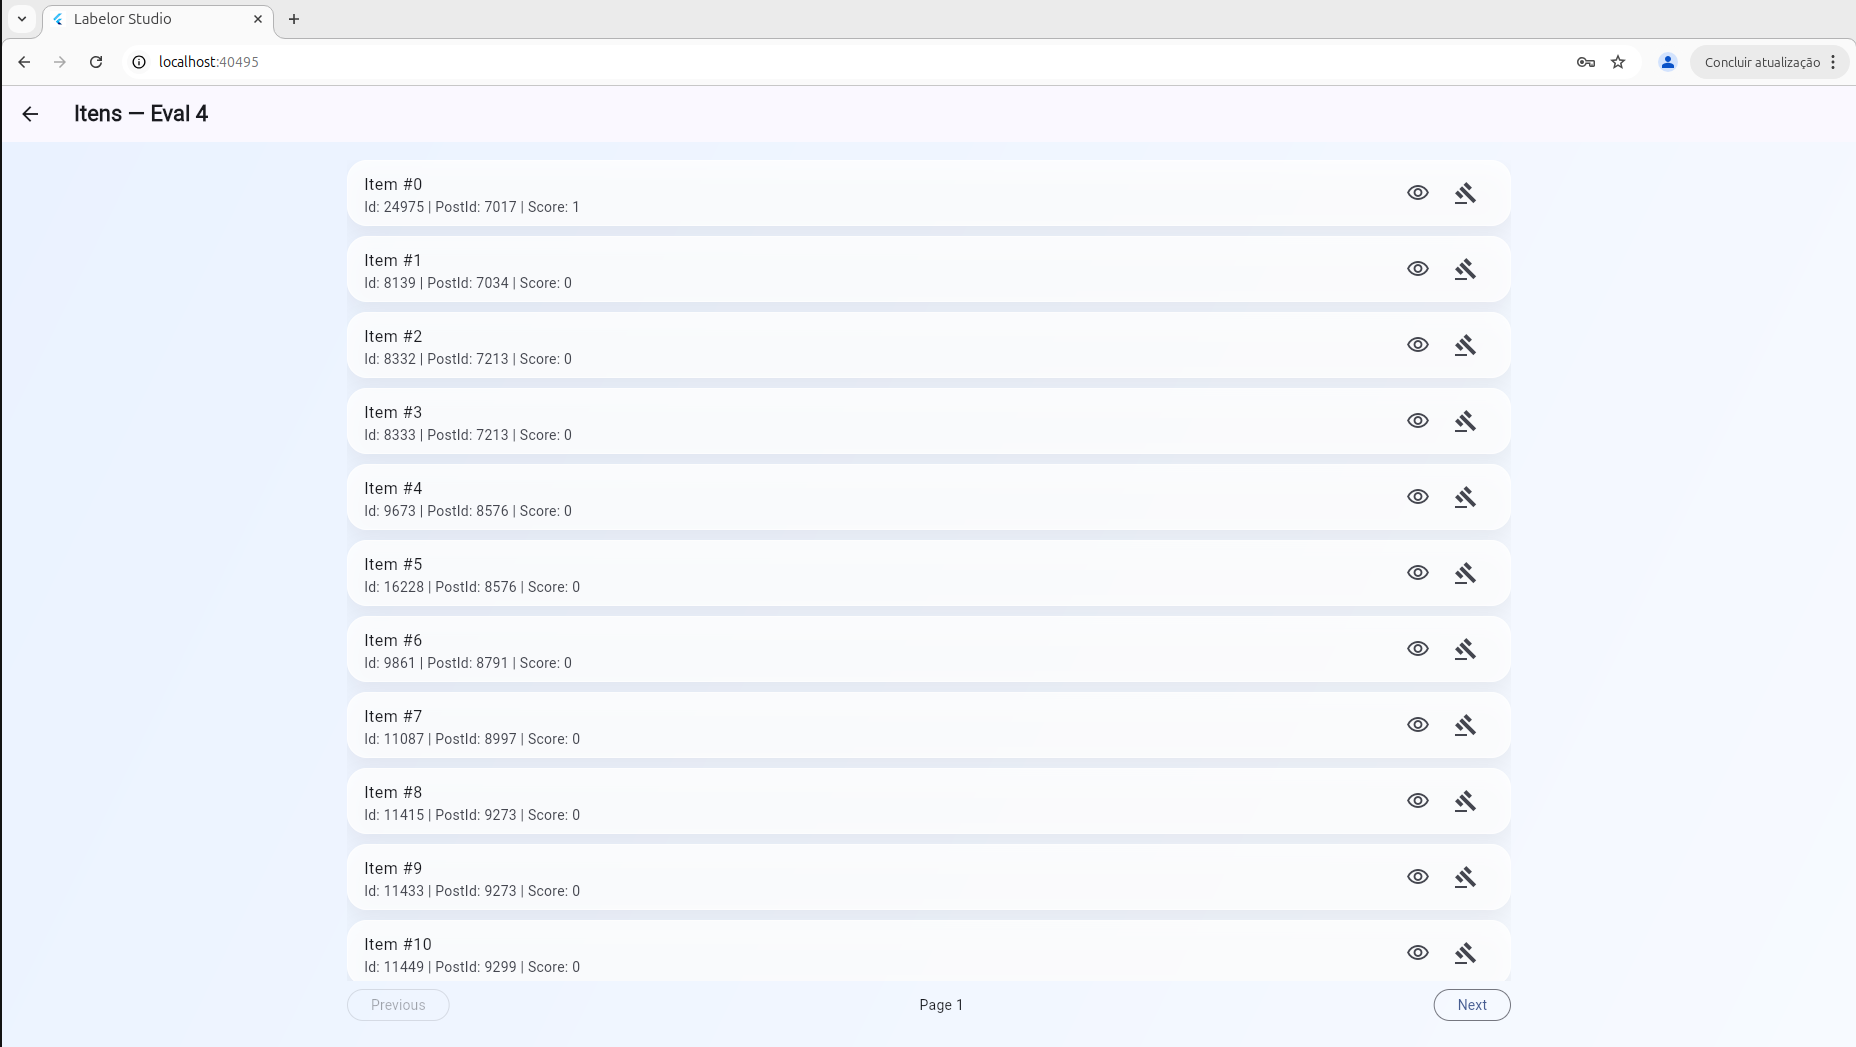 Labelor Studio
localhost:40495
Concluir atualização
Itens — Eval 4
Item #0
Id: 24975 | PostId: 7017 | Score: 1
Item #1
Id: 8139 | PostId: 7034 | Score: 0
Item #2
Id: 8332 | PostId: 7213 | Score: 0
Item #3
Id: 8333 | PostId: 7213 | Score: 0
Item #4
Id: 9673 | PostId: 8576 | Score: 0
Item #5
Id: 16228 | PostId: 8576 | Score: 0
Item #6
Id: 9861 | PostId: 8791 | Score: 0
Item #7
Id: 11087 | PostId: 8997 | Score: 0
Item #8
Id: 11415 | PostId: 9273 | Score: 0
Item #9
Id: 11433 | PostId: 9273 | Score: 0
Item #10
Id: 11449 | PostId: 9299 | Score: 0
Previous
Page 1
Next